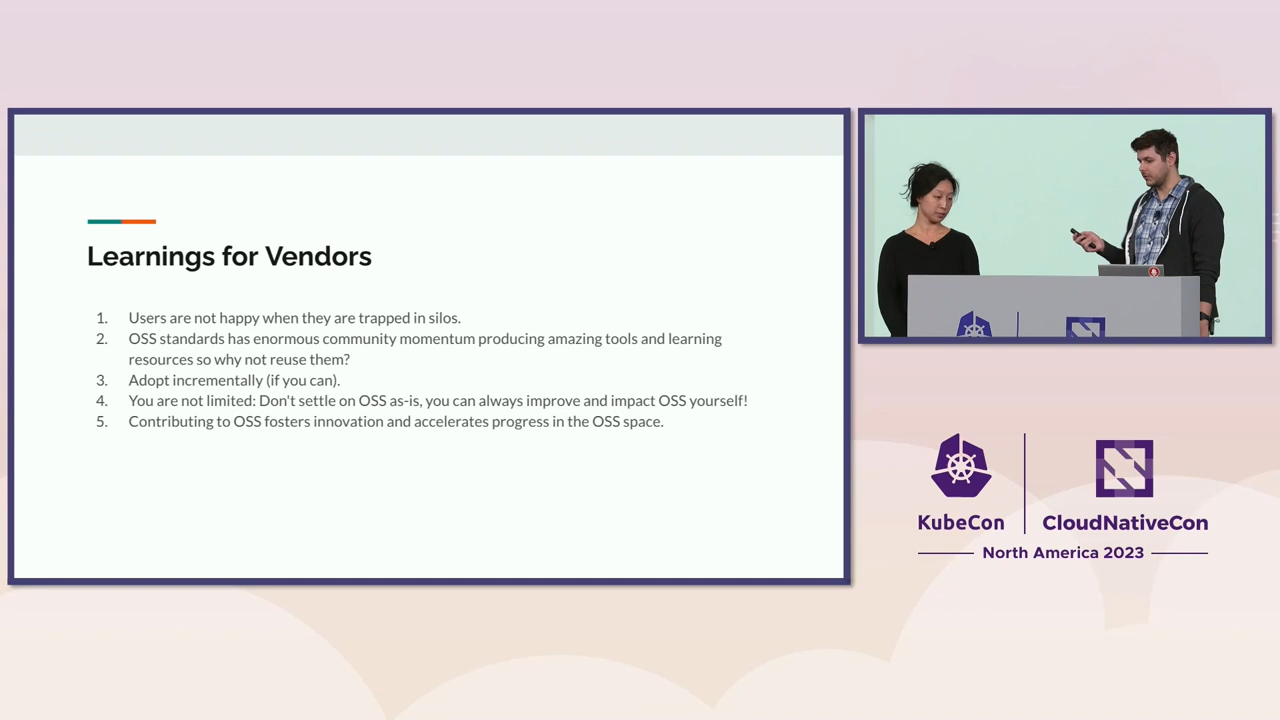 Learnings for Vendors
1. Users are not happy when they are trapped in silos.
2. OSS standards has enormous community momentum producing amazing tools and learning
resources so why not reuse them?
3. Adopt incrementally (if you can).
4. You are not limited: Don't settle on OSS as-is, you can always improve and impact OSS yourself!
5. Contributing to OSS fosters innovation and accelerates progress in the OSS space.
KubeCon
CloudNativeCon
North America 2023